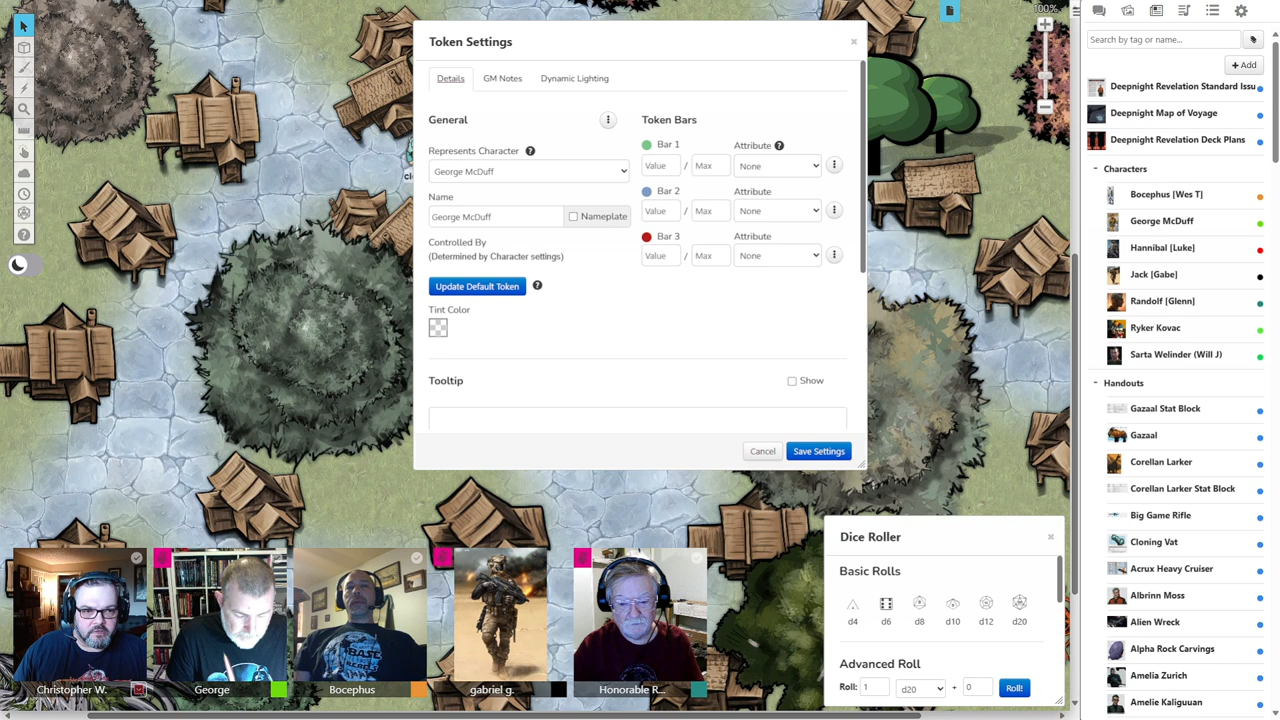 100%
Token Settings
Details
GM Notes
Dynamic Lighting
General
Represents Character
George McDuff
Name
George McDuff
Nameplate
Controlled By
(Determined by Character settings)
Update Default Token
Tint Color
Token Bars
Bar 1
Attribute
Value / Max
None
Bar 2
Attribute
Value / Max
None
Bar 3
Attribute
Value / Max
None
Tooltip
Show
Cancel
Save Settings
Search by tag or name...
+ Add
Deepnight Revelation Standard Issu
Deepnight Map of Voyage
Deepnight Revelation Deck Plans
Characters
Bocephus [Wes T]
George McDuff
Hannibal [Luke]
Jack [Gabe]
Randolf [Glenn]
Ryker Kovac
Sarta Welinder (Will J)
Handouts
Gazaal Stat Block
Gazaal
Corellan Larker
Corellan Larker Stat Block
Big Game Rifle
Cloning Vat
Acrux Heavy Cruiser
Albrinn Moss
Alien Wreck
Alpha Rock Carvings
Amelia Zurich
Amelie Kaliguuan
Dice Roller
Basic Rolls
d4
d6
d8
d10
d12
d20
Advanced Roll
Roll: 1 d20 + 0 Roll!
Christopher W.
George
Bocephus
gabriel g.
Honorable R...